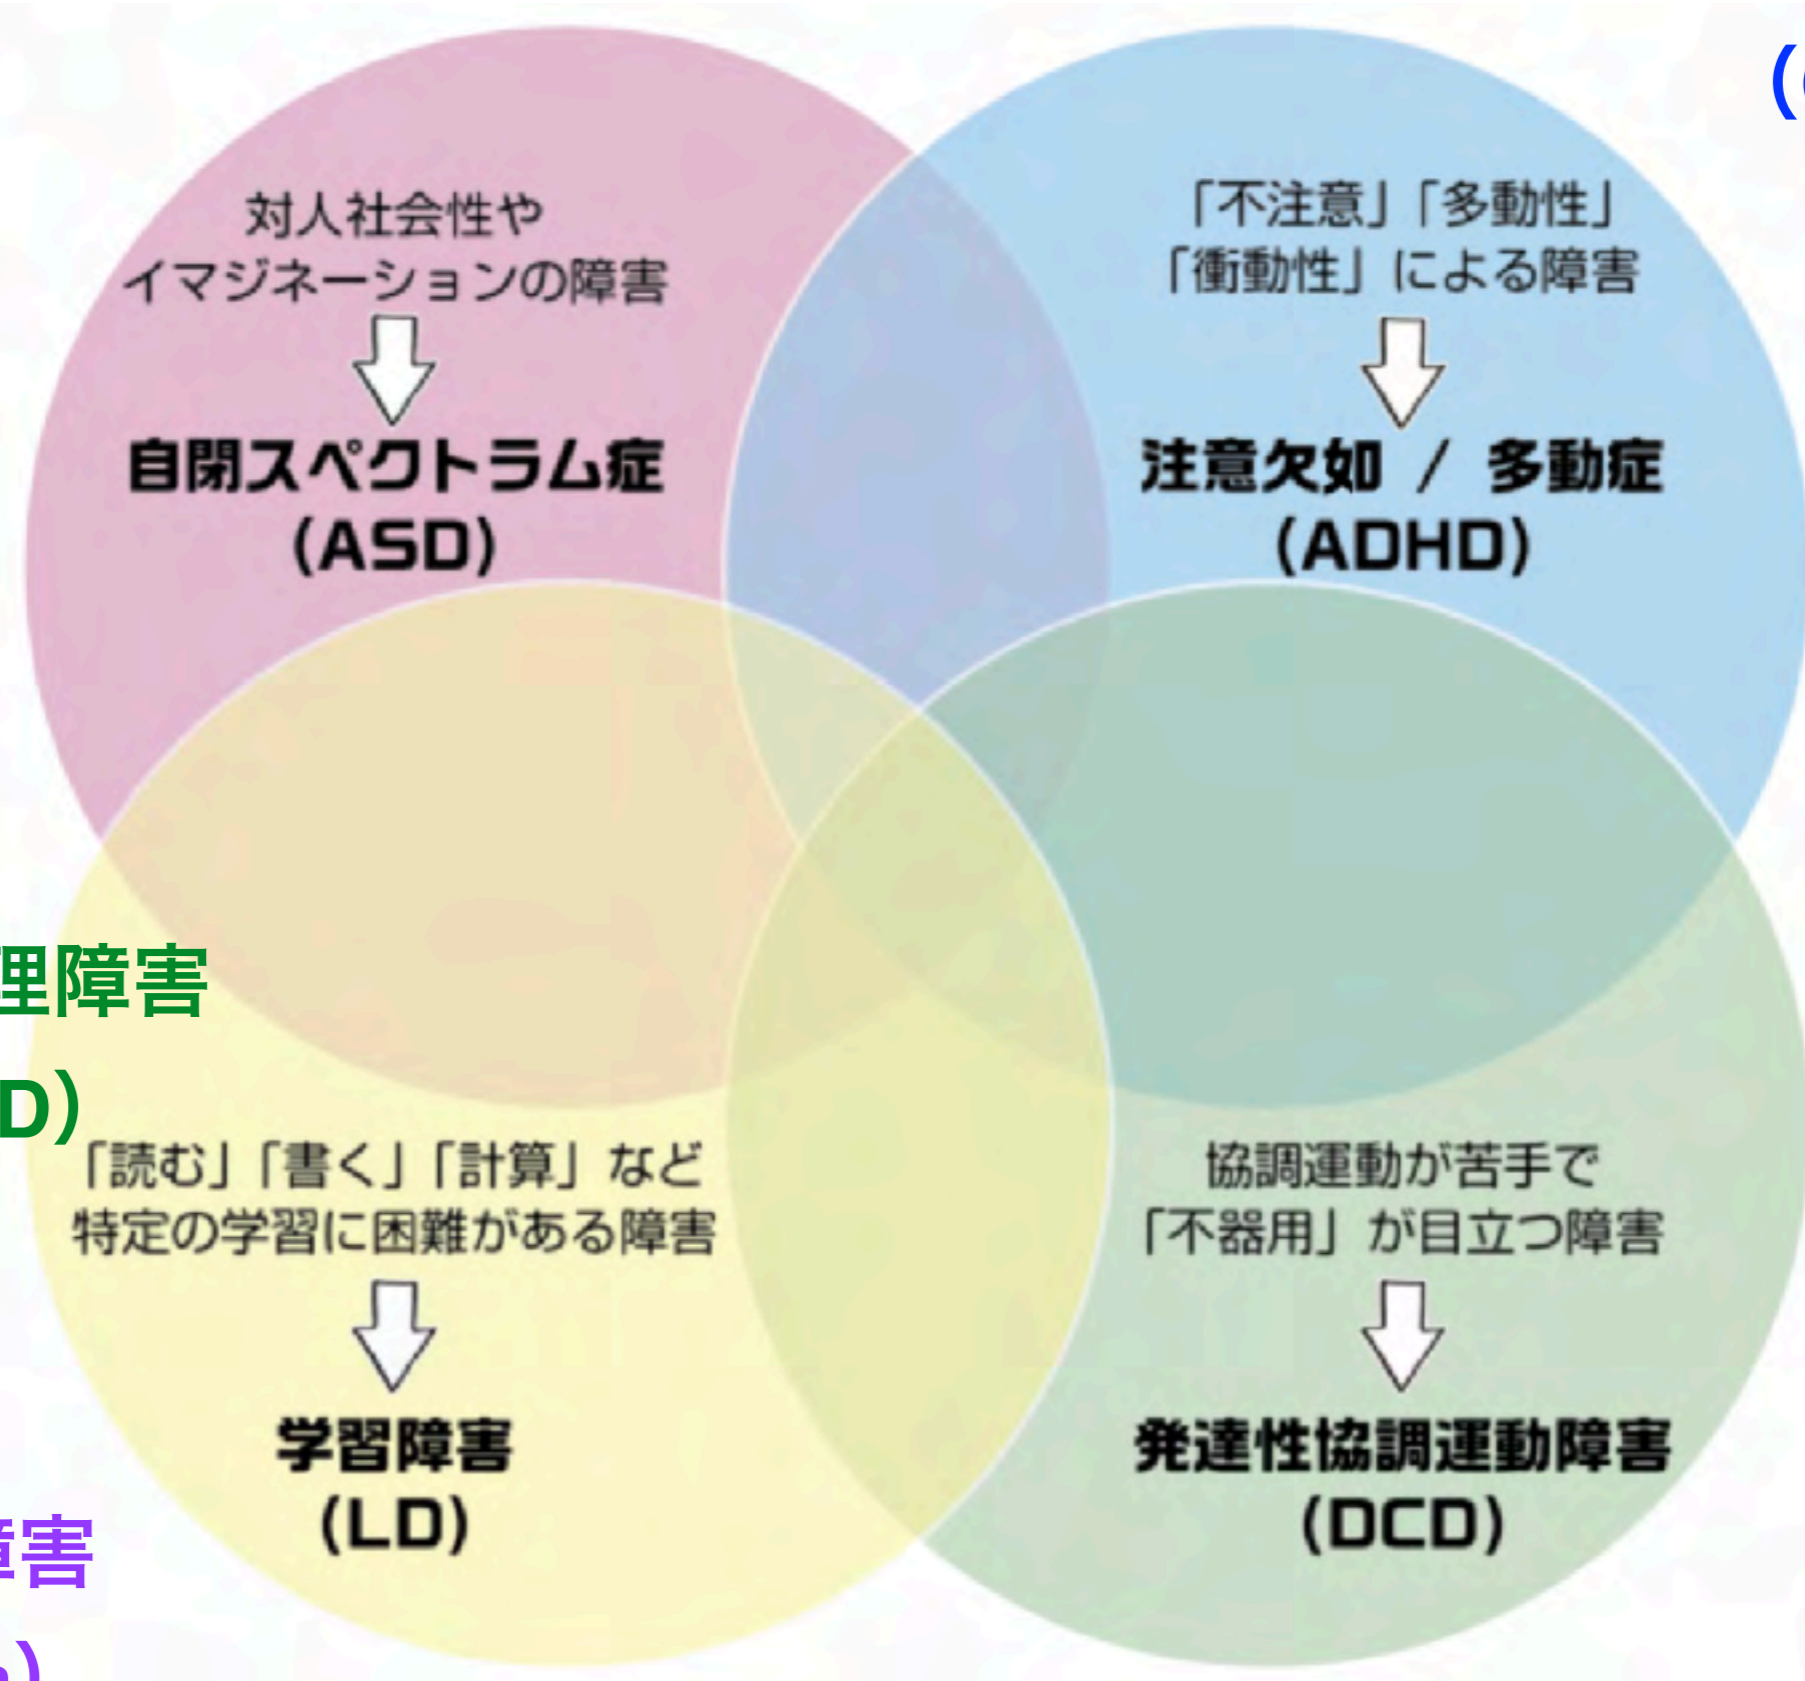 対人社会性や
イマジネーションの障害
自閉スペクトラム症
(ASD)
「不注意」「多動性」
「衝動性」による障害
注意欠如 / 多動症
(ADHD)
理障害
D)
「読む」「書く」「計算」など
特定の学習に困難がある障害
学習障害
(LD)
協調運動が苦手で
「不器用」が目立つ障害
発達性協調運動障害
(DCD)
障害